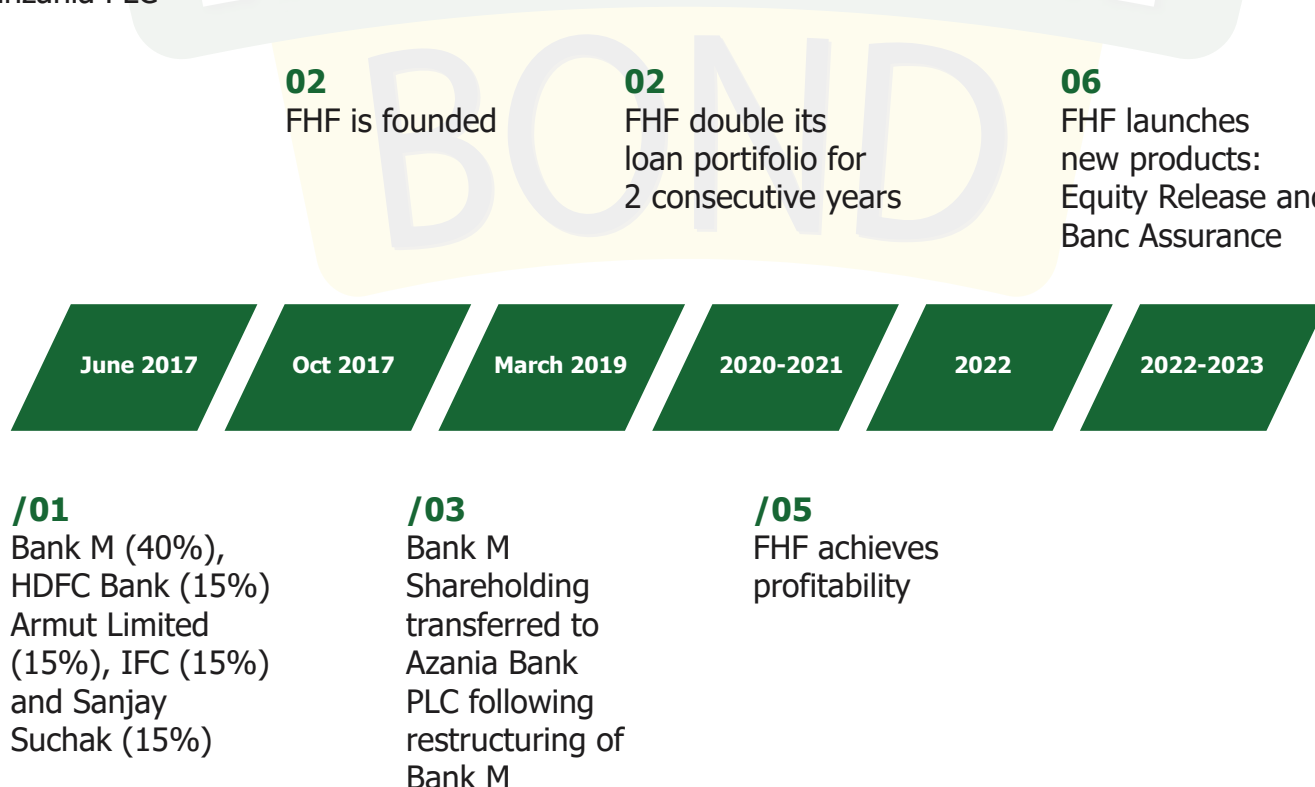 BOND
02
FHF is founded
02
FHF double its
loan portifolio for
2 consecutive years
06
FHF launches
new products:
Equity Release
Banc Assurance
June 2017
Oct 2017
March 2019
2020-2021
2022
2022-2023
/01
Bank M (40%),
HDFC Bank (15%)
Armut Limited
(15%), IFC (15%)
and Sanjay
Suchak (15%)
/03
Bank M
Shareholding
transferred to
Azania Bank
PLC following
restructuring of
Bank M
/05
FHF achieves
profitability